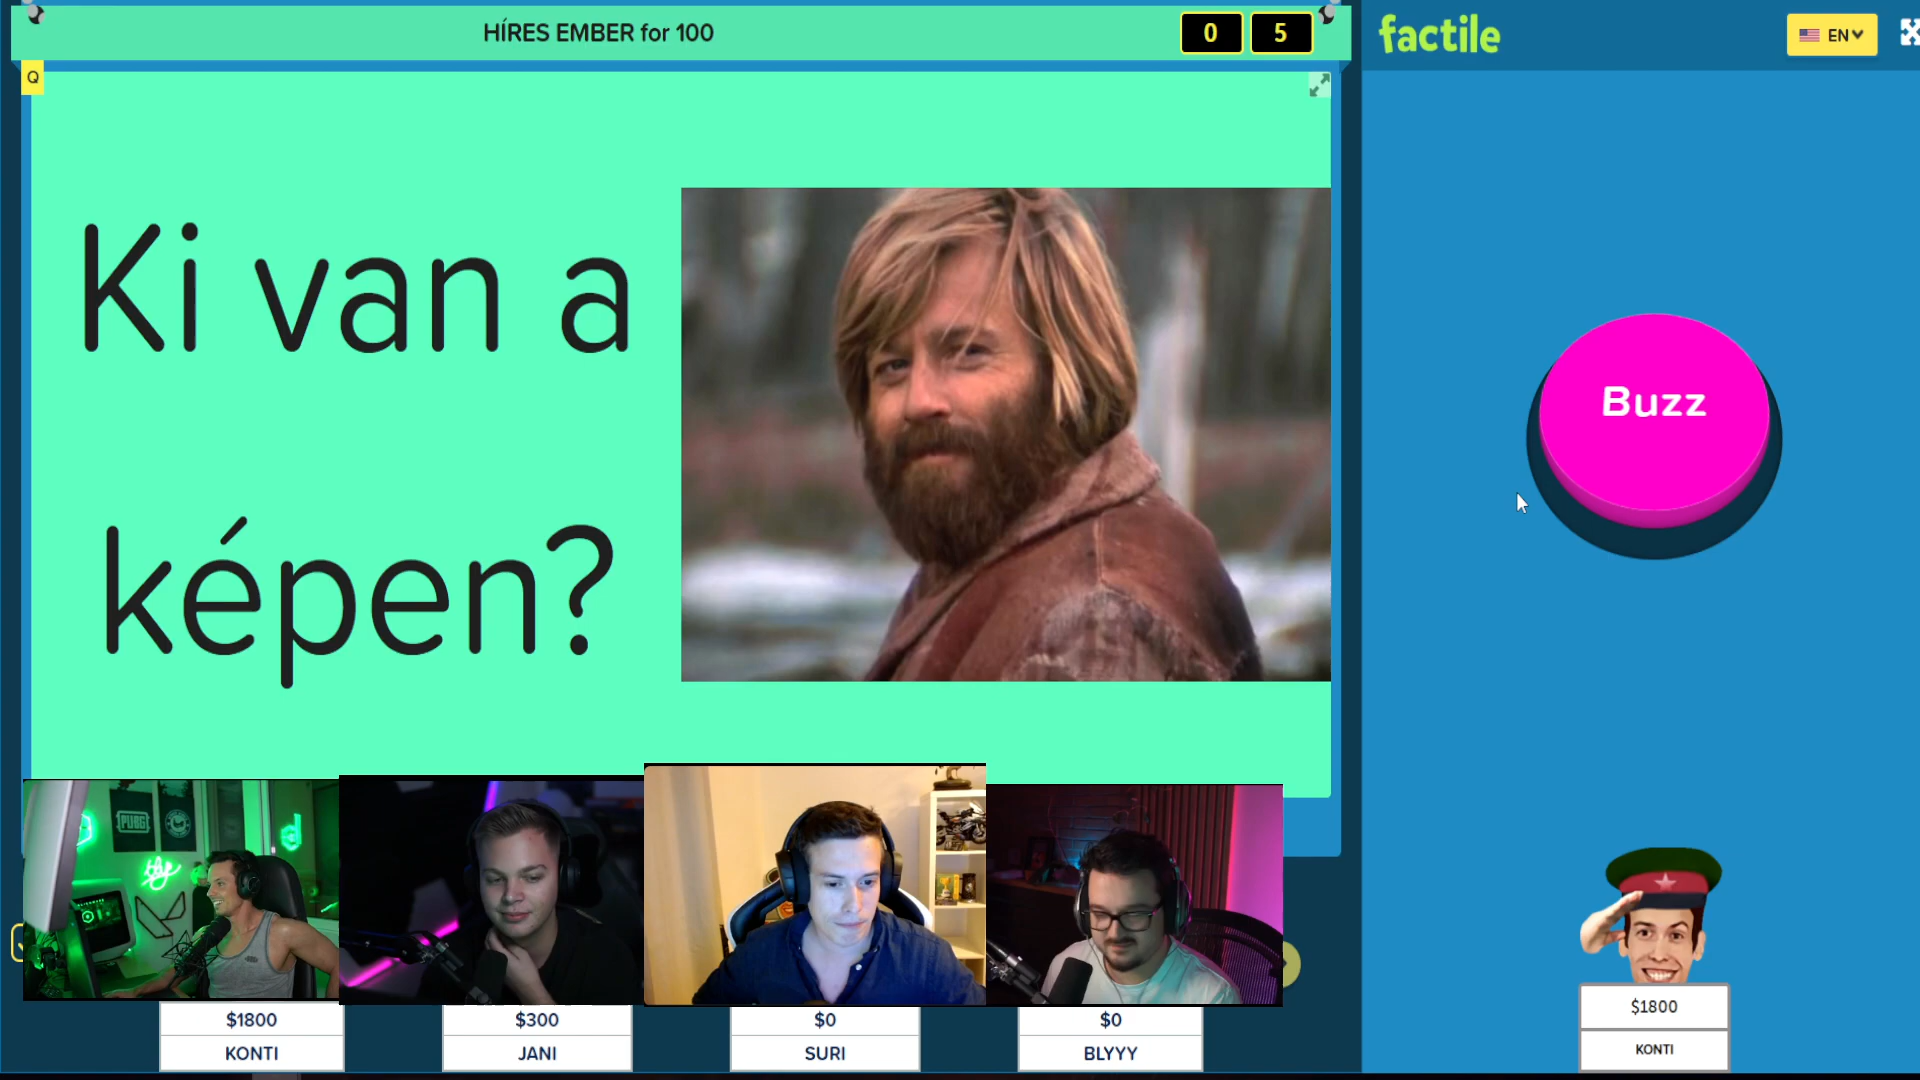 HÍRES EMBER for 100
0 5
factile
EN
Q
Ki van a
képen?
Buzz
PUBG
$1800
KONTI
$300
JANI
$0
SURI
$0
BLYYY
$1800
KONTI